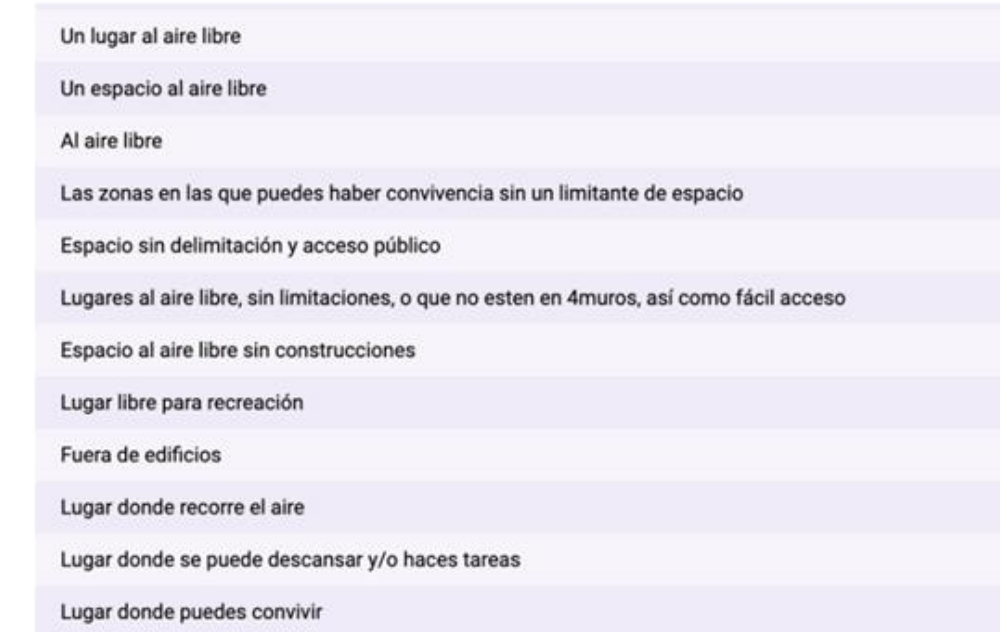 Un lugar al aire libre
Un espacio al aire libre
Al aire libre
Las zonas en las que puedes haber convivencia sin un limitante de espacio
Espacio sin delimitación y acceso público
Lugares al aire libre, sin limitaciones, o que no esten en 4muros, así como fácil acceso
Espacio al aire libre sin construcciones
Lugar libre para recreación
Fuera de edificios
Lugar donde recorre el aire
Lugar donde se puede descansar y/o haces tareas
Lugar donde puedes convivir